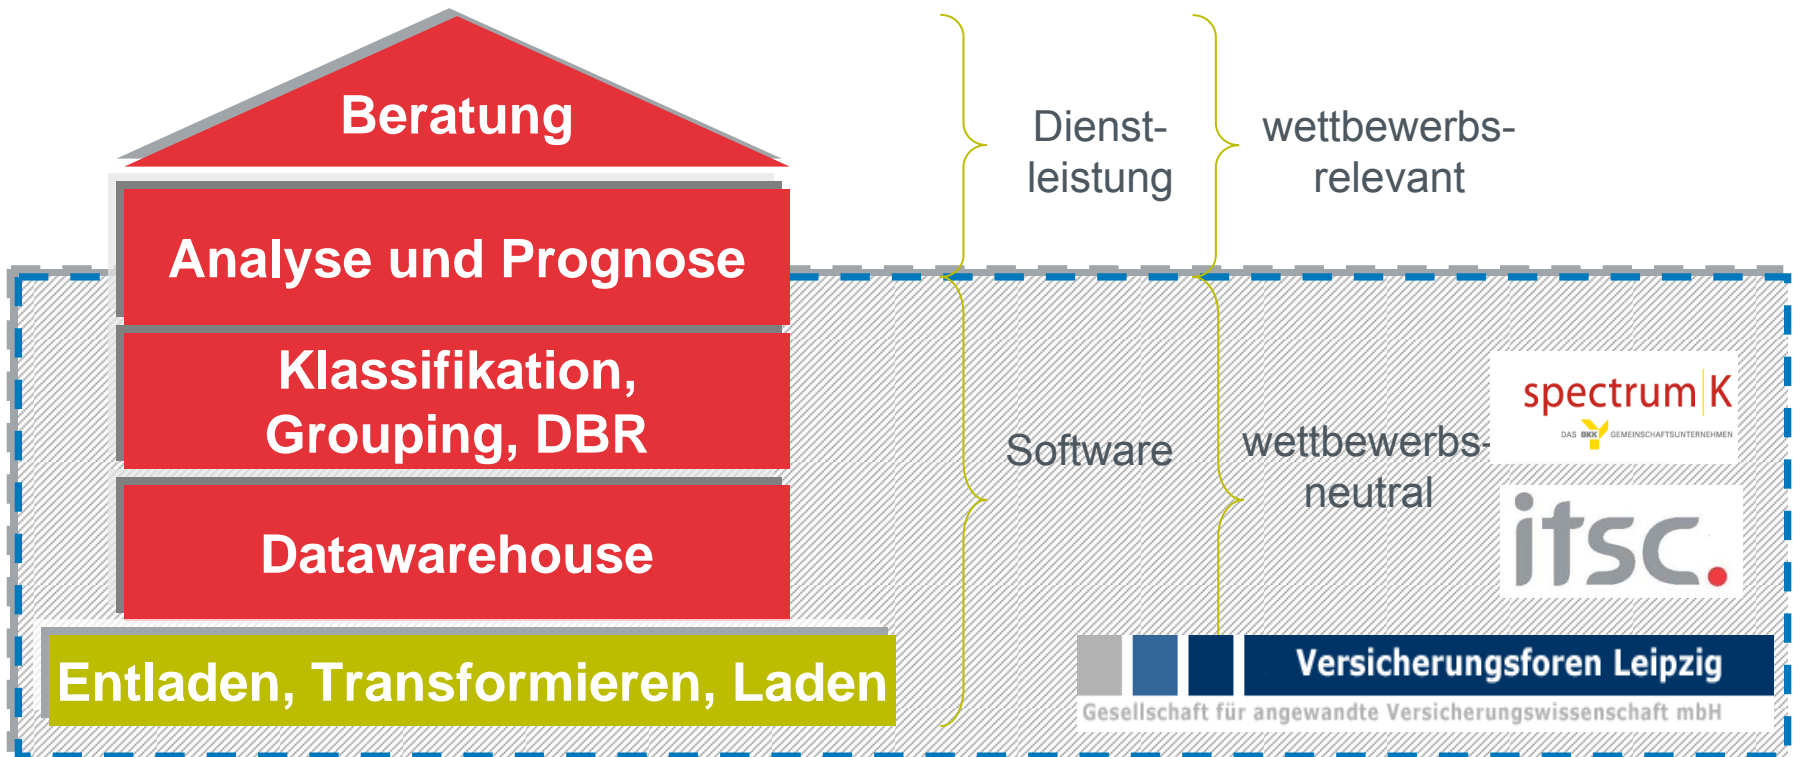 Beratung
Analyse und Prognose
Klassifikation,
Grouping, DBR
Datawarehouse
Entladen, Transformieren, Laden
Dienst-
leistung
Software
wettbewerbs-
relevant
wettbewerbs-
neutral
spectrum|K
DAS BKK GEMEINSCHAFTSUNTERNEHMEN
itsc.
Versicherungsforen Leipzig
Gesellschaft für angewandte Versicherungswissenschaft mbH